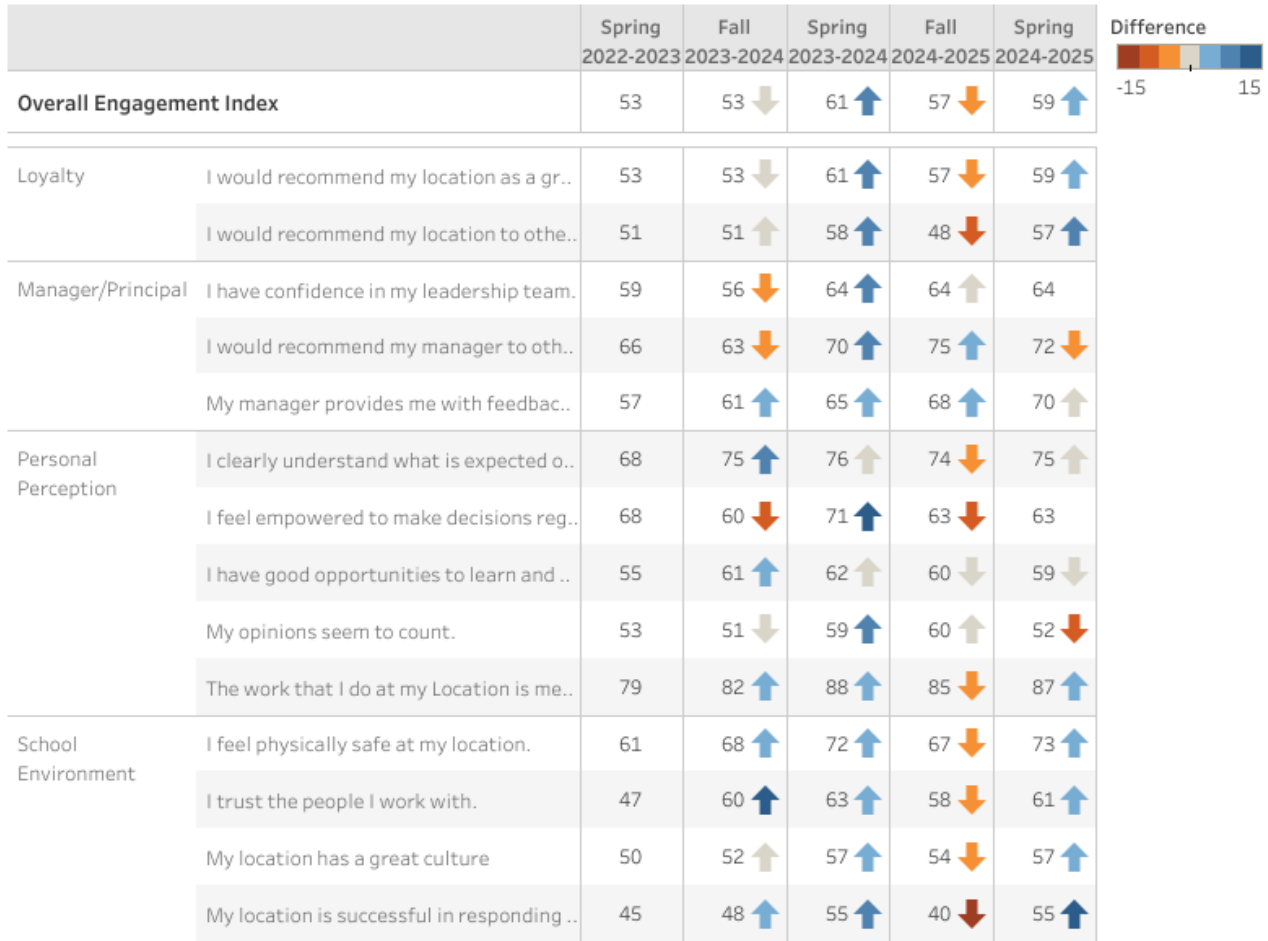 Spring Fall Spring Fall Spring Difference
2022-2023 2023-2024 2023-2024 2024-2025 2024-2025
-15 15
Overall Engagement Index 53 53 61 57 59
Loyalty I would recommend my location as a gr.. 53 53 61 57 59
I would recommend my location to othe.. 51 51 58 48 57
Manager/Principal I have confidence in my leadership team. 59 56 64 64 64
I would recommend my manager to oth.. 66 63 70 75 72
My manager provides me with feedbac.. 57 61 65 68 70
Personal I clearly understand what is expected o.. 68 75 76 74 75
Perception
I feel empowered to make decisions reg.. 68 60 71 63 63
I have good opportunities to learn and .. 55 61 62 60 59
My opinions seem to count. 53 51 59 60 52
The work that I do at my Location is me.. 79 82 88 85 87
School I feel physically safe at my location. 61 68 72 67 73
Environment
I trust the people I work with. 47 60 63 58 61
My location has a great culture 50 52 57 54 57
My location is successful in responding .. 45 48 55 40 55